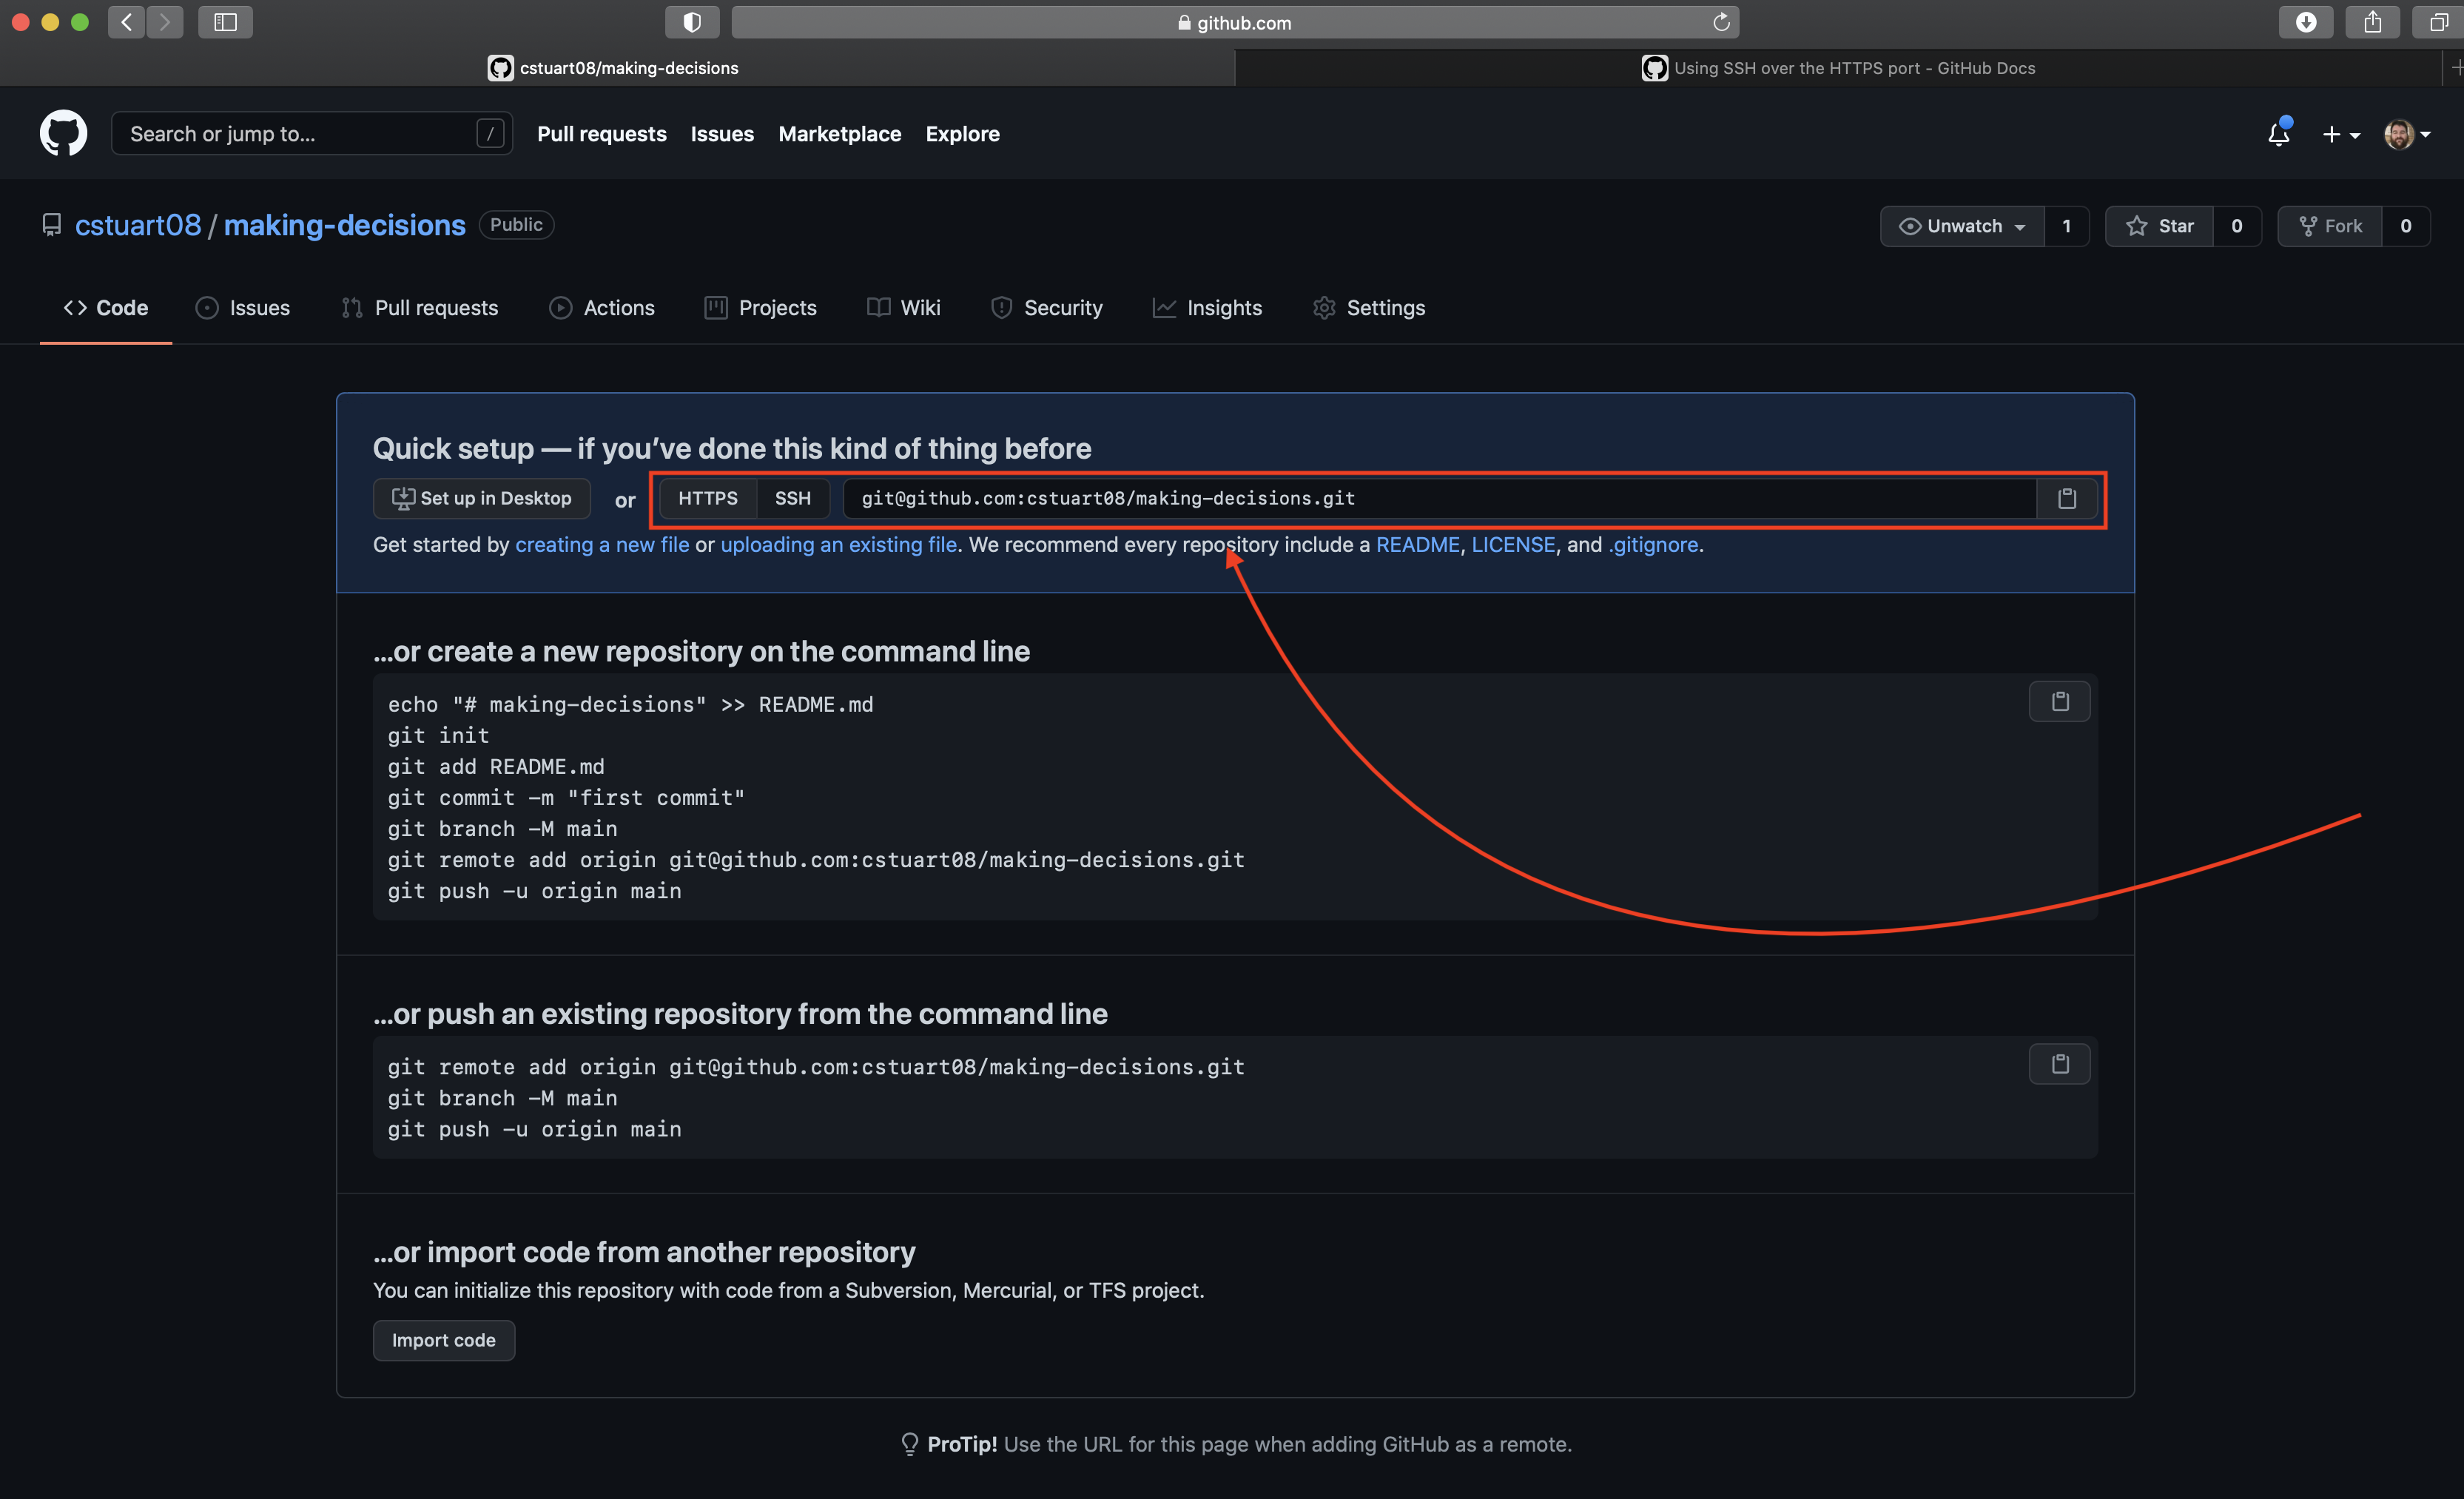 github.com
cstuart08/making-decisions
Using SSH over the HTTPS port - GitHub Docs
Search or jump to...
/
Pull requests
Issues
Marketplace
Explore
cstuart08 / making-decisions
Public
Unwatch
1
Star
0
Fork
0
Code
Issues
Pull requests
Actions
Projects
Wiki
Security
Insights
Settings
Quick setup — if you've done this kind of thing before
Set up in Desktop
or
HTTPS
SSH
git@github.com:cstuart08/making-decisions.git
Get started by creating a new file or uploading an existing file. We recommend every repository include a README, LICENSE, and .gitignore.
…or create a new repository on the command line
echo "# making-decisions" >> README.md
git init
git add README.md
git commit -m "first commit"
git branch -M main
git remote add origin git@github.com:cstuart08/making-decisions.git
git push -u origin main
…or push an existing repository from the command line
git remote add origin git@github.com:cstuart08/making-decisions.git
git branch -M main
git push -u origin main
…or import code from another repository
You can initialize this repository with code from a Subversion, Mercurial, or TFS project.
Import code
ProTip! Use the URL for this page when adding GitHub as a remote.